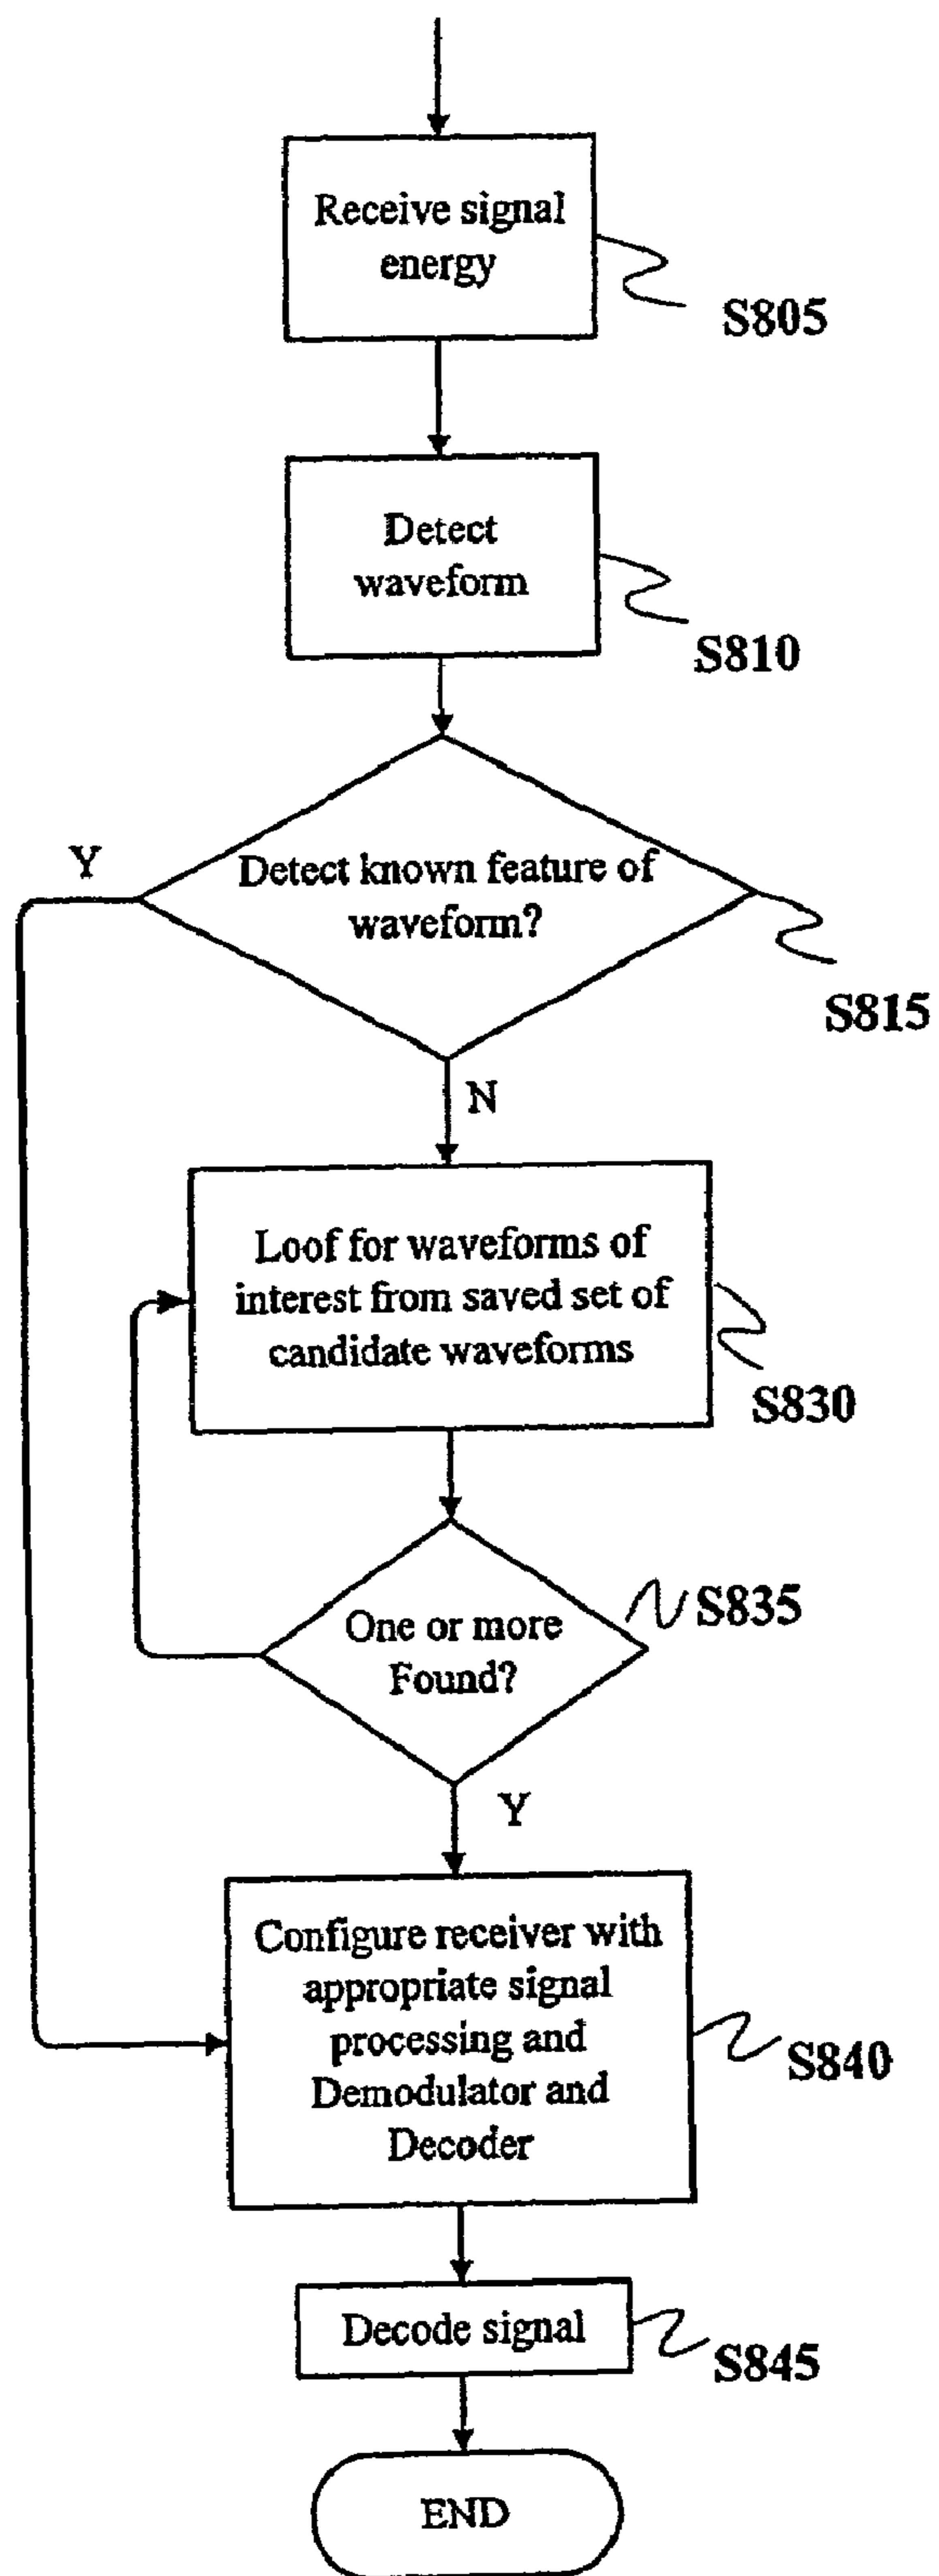 Receive signal
energy
S805
Detect
waveform
S810
Y
Detect known feature of
waveform?
S815
N
Loof for waveforms of
interest from saved set of
candidate waveforms
S830
One or more
Found?
S835
Y
Configure receiver with
appropriate signal
processing and
Demodulator and
Decoder
S840
Decode signal
S845
END